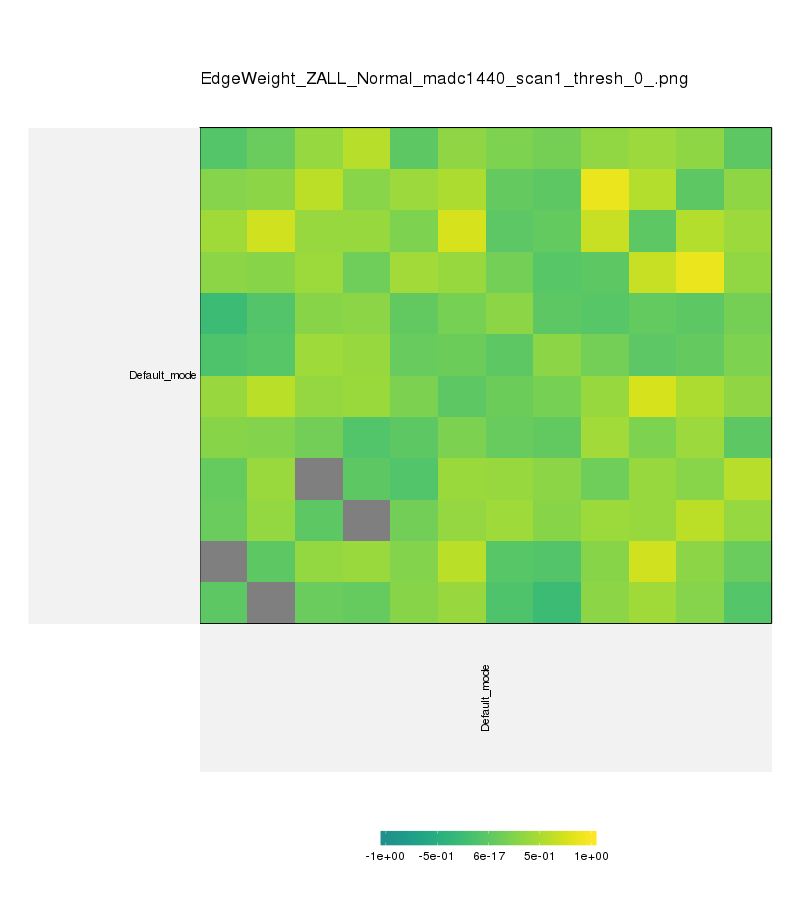 EdgeWeight_ZALL_Normal_madc1440_scan1_thresh_0_.png
Default_mode
Default_mode
-1e+00 -5e-01 6e-17 5e-01 1e+00